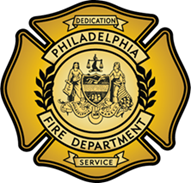 DEDICATION
PHILADELPHIA
FIRE DEPARTMENT
SERVICE